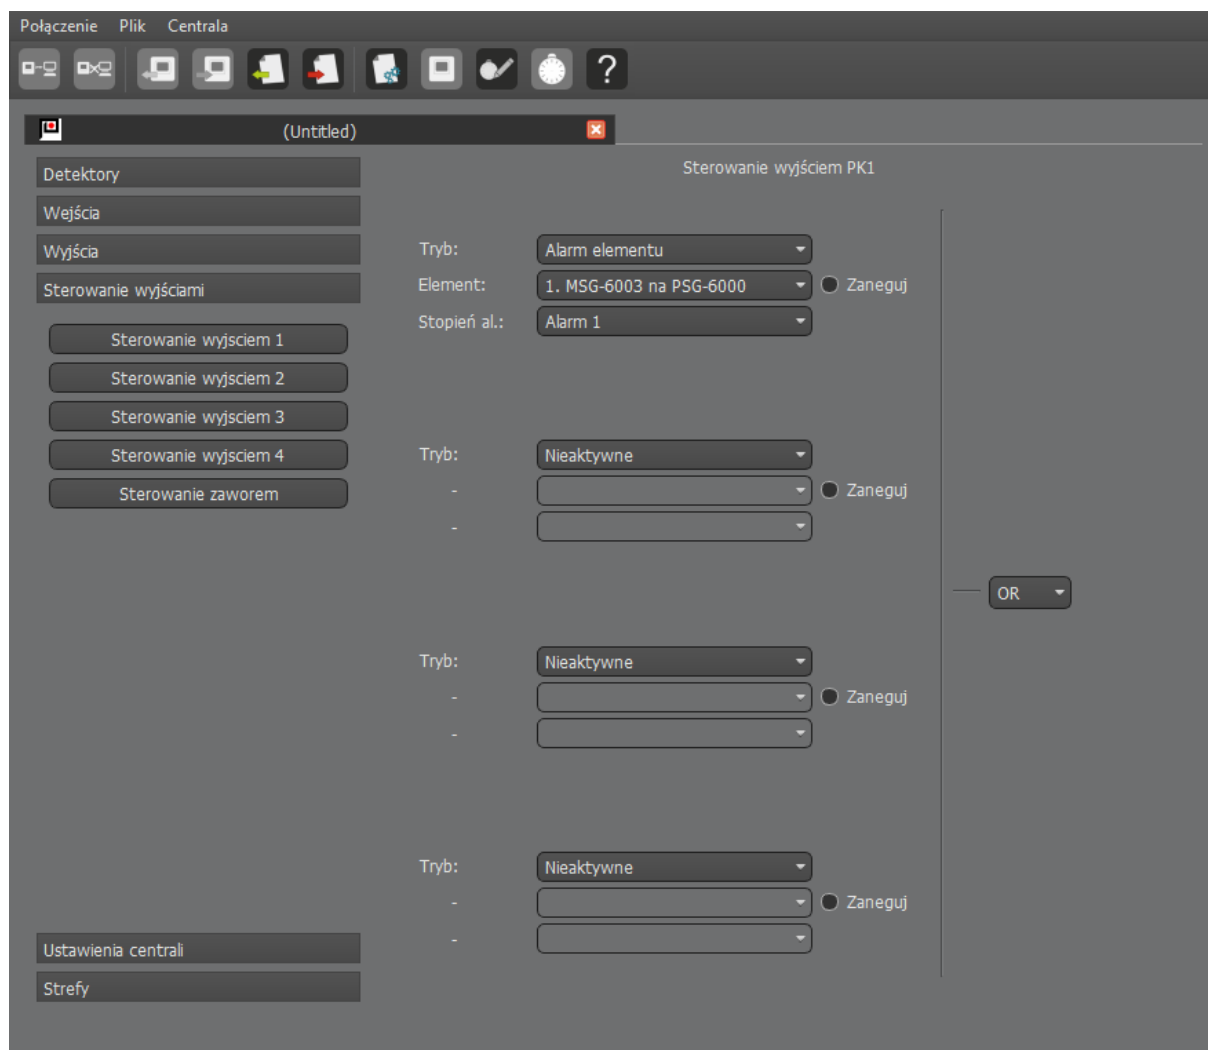 Połączenie Plik Centrala
?
(Untitled)
Sterowanie wyjściem PK1
Detektory
Wejścia
Wyjścia
Sterowanie wyjściami
Sterowanie wyjsciem 1
Sterowanie wyjsciem 2
Sterowanie wyjsciem 3
Sterowanie wyjsciem 4
Sterowanie zaworem
Ustawienia centrali
Strefy
Tryb: Alarm elementu
Element: 1. MSG-6003 na PSG-6000 Zaneguj
Stopień al.: Alarm 1
Tryb: Nieaktywne
- Zaneguj
-
Tryb: Nieaktywne
- Zaneguj
-
Tryb: Nieaktywne
- Zaneguj
-
OR